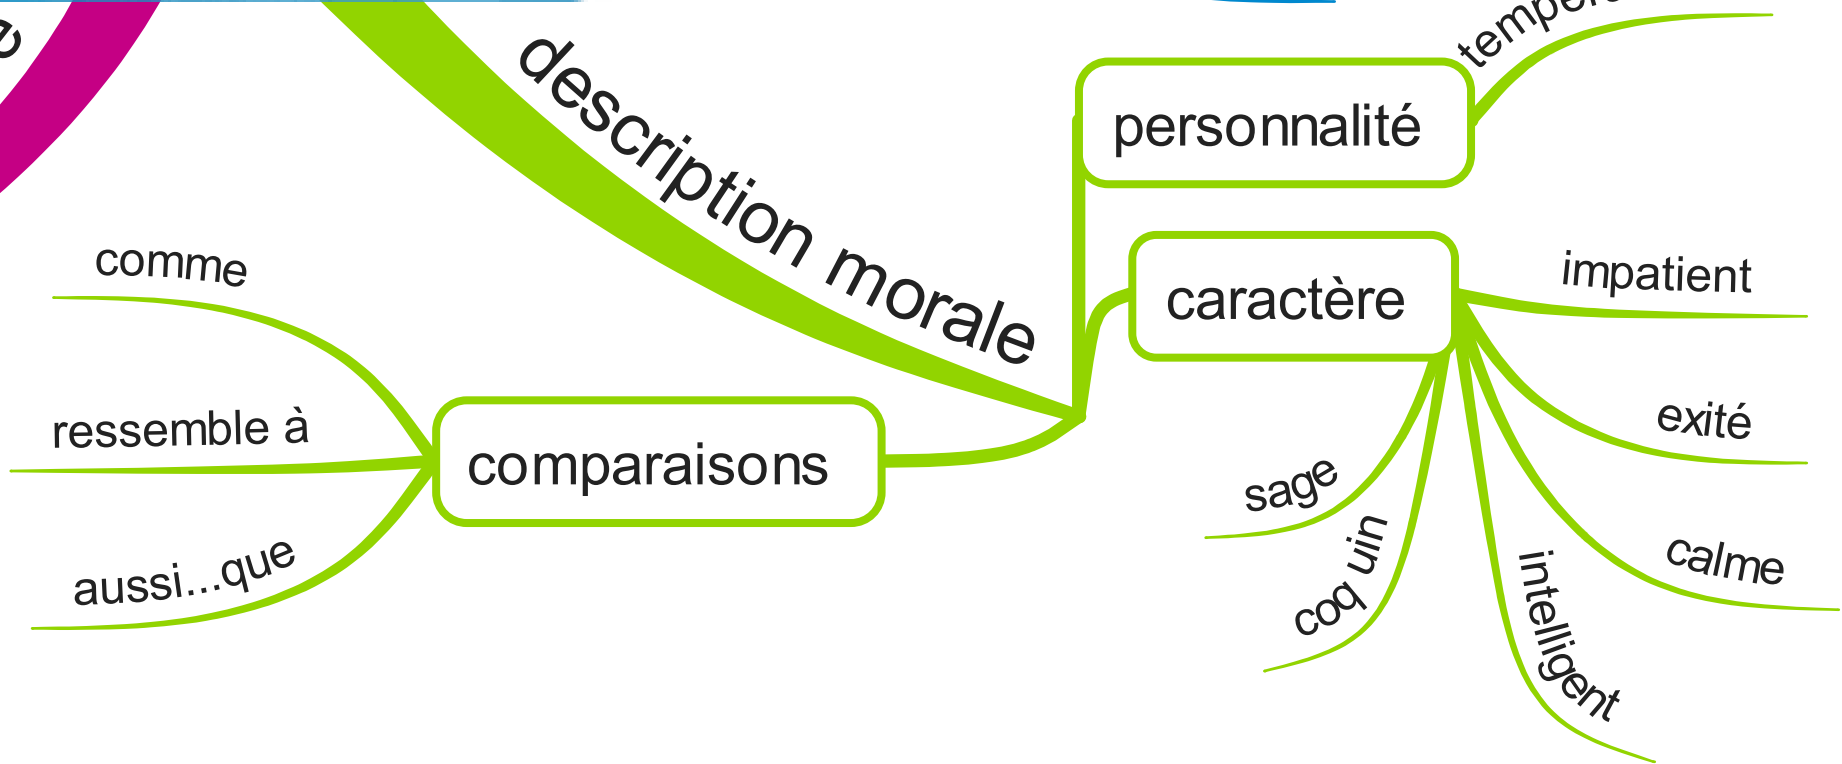 description morale
personnalité
caractère
impatient
exité
calme
intelligent
coq uin
sage
comparaisons
comme
ressemble à
aussi...que